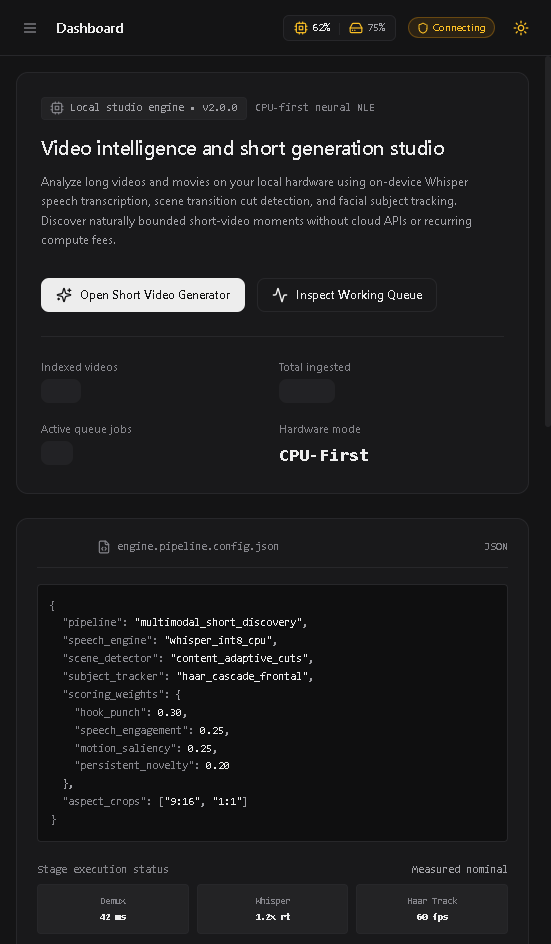 Dashboard
62%
75%
Connecting
Local studio engine • v2.0.0
CPU-first neural NLE
Video intelligence and short generation studio
Analyze long videos and movies on your local hardware using on-device Whisper
speech transcription, scene transition cut detection, and facial subject tracking.
Discover naturally bounded short-video moments without cloud APIs or recurring
compute fees.
Open Short Video Generator
Inspect Working Queue
Indexed videos
Total ingested
Active queue jobs
Hardware mode
CPU-First
engine.pipeline.config.json
JSON
{
"pipeline": "multimodal_short_discovery",
"speech_engine": "whisper_int8_cpu",
"scene_detector": "content_adaptive_cuts",
"subject_tracker": "haar_cascade_frontal",
"scoring_weights": {
"hook_punch": 0.30,
"speech_engagement": 0.25,
"motion_saliency": 0.25,
"persistent_novelty": 0.20
},
"aspect_crops": ["9:16", "1:1"]
}
Stage execution status
Measured nominal
Demux
42 ms
Whisper
1.2x rt
Haar Track
60 fps